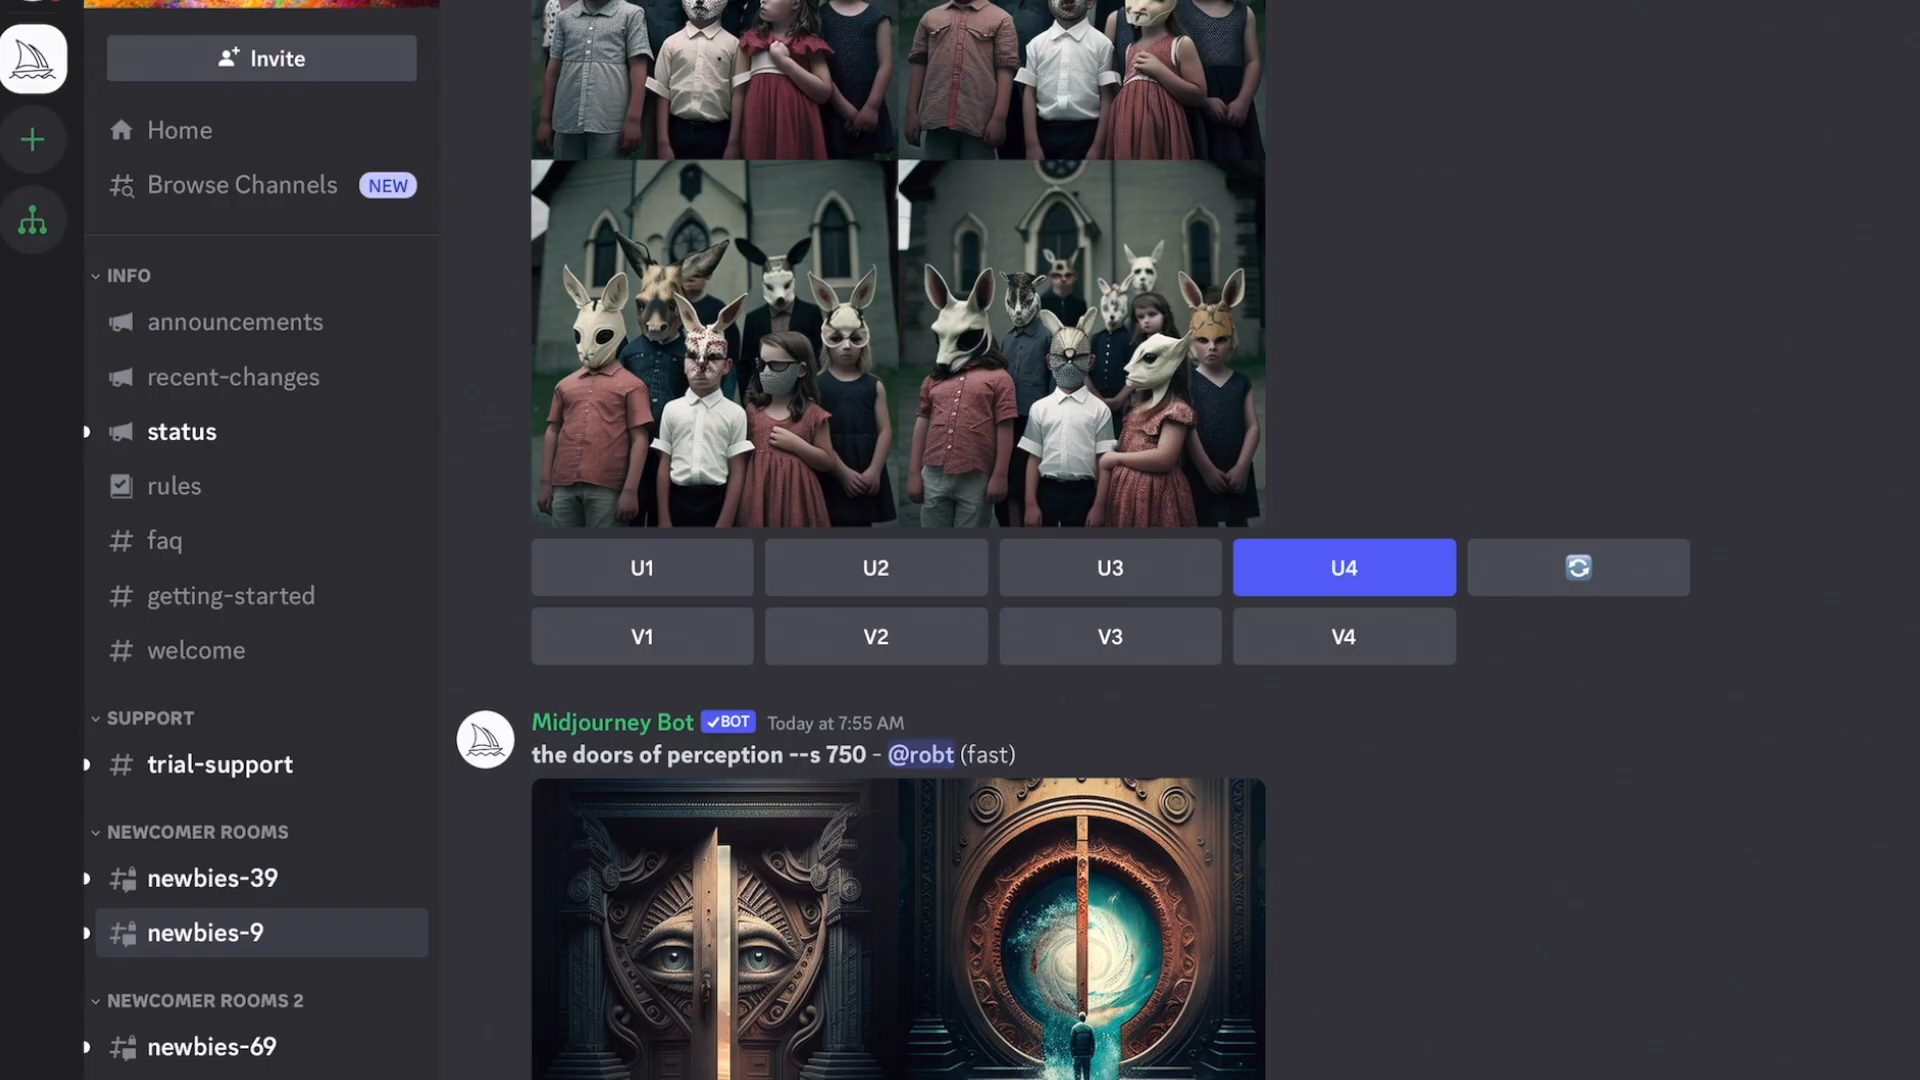 Invite
Home
Browse Channels NEW
INFO
announcements
recent-changes
status
rules
faq
getting-started
welcome
SUPPORT
trial-support
NEWCOMER ROOMS
newbies-39
newbies-9
NEWCOMER ROOMS 2
newbies-69
U1 U2 U3 U4
V1 V2 V3 V4
Midjourney Bot ✓BOT Today at 7:55 AM
the doors of perception --s 750 - @robt (fast)